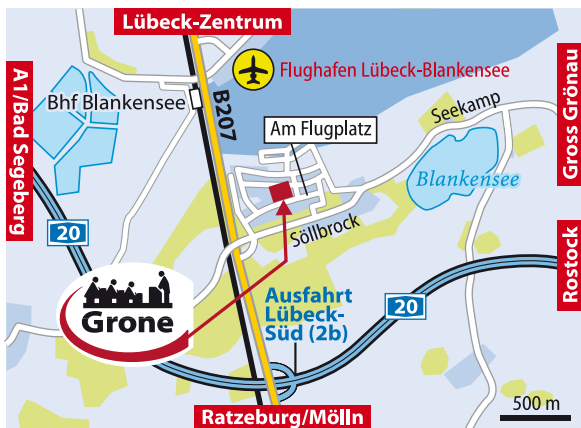 Lübeck-Zentrum
Flughafen Lübeck-Blankensee
Bhf Blankensee
B207
A1/Bad Segeberg
Gross Grönau
Am Flugplatz
Seekamp
Blankensee
Söllbrock
20
Grone
Ausfahrt
Lübeck-
Süd (2b)
20
Rostock
Ratzeburg/Mölln
500 m